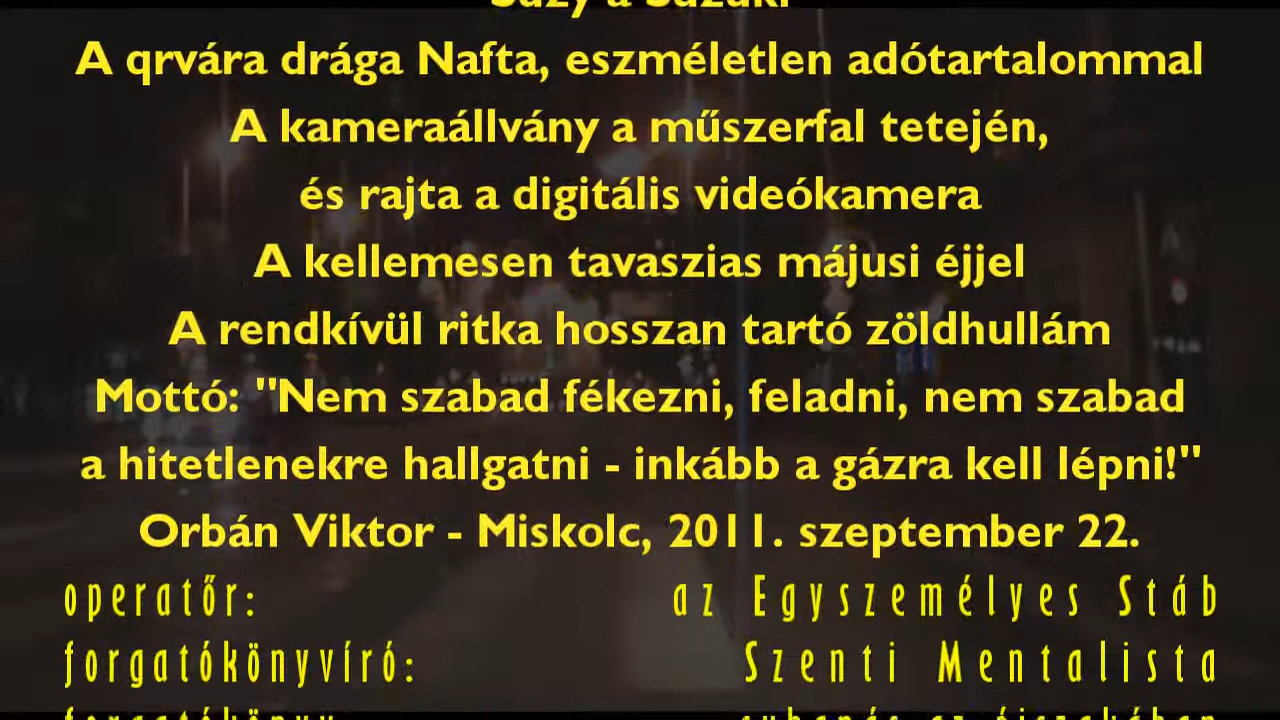 Suzy a Suzuki
A qrvára drága Nafta, eszméletlen adótartalommal
A kameraállvány a műszerfal tetején,
és rajta a digitális videókamera
A kellemesen tavaszias májusi éjjel
A rendkívül ritka hosszan tartó zöldhullám
Mottó: "Nem szabad fékezni, feladni, nem szabad
a hitetlenekre hallgatni - inkább a gázra kell lépni!"
Orbán Viktor - Miskolc, 2011. szeptember 22.
operatőr: az Egyszemélyes Stáb
forgatókönyvíró: Szenti Mentalista